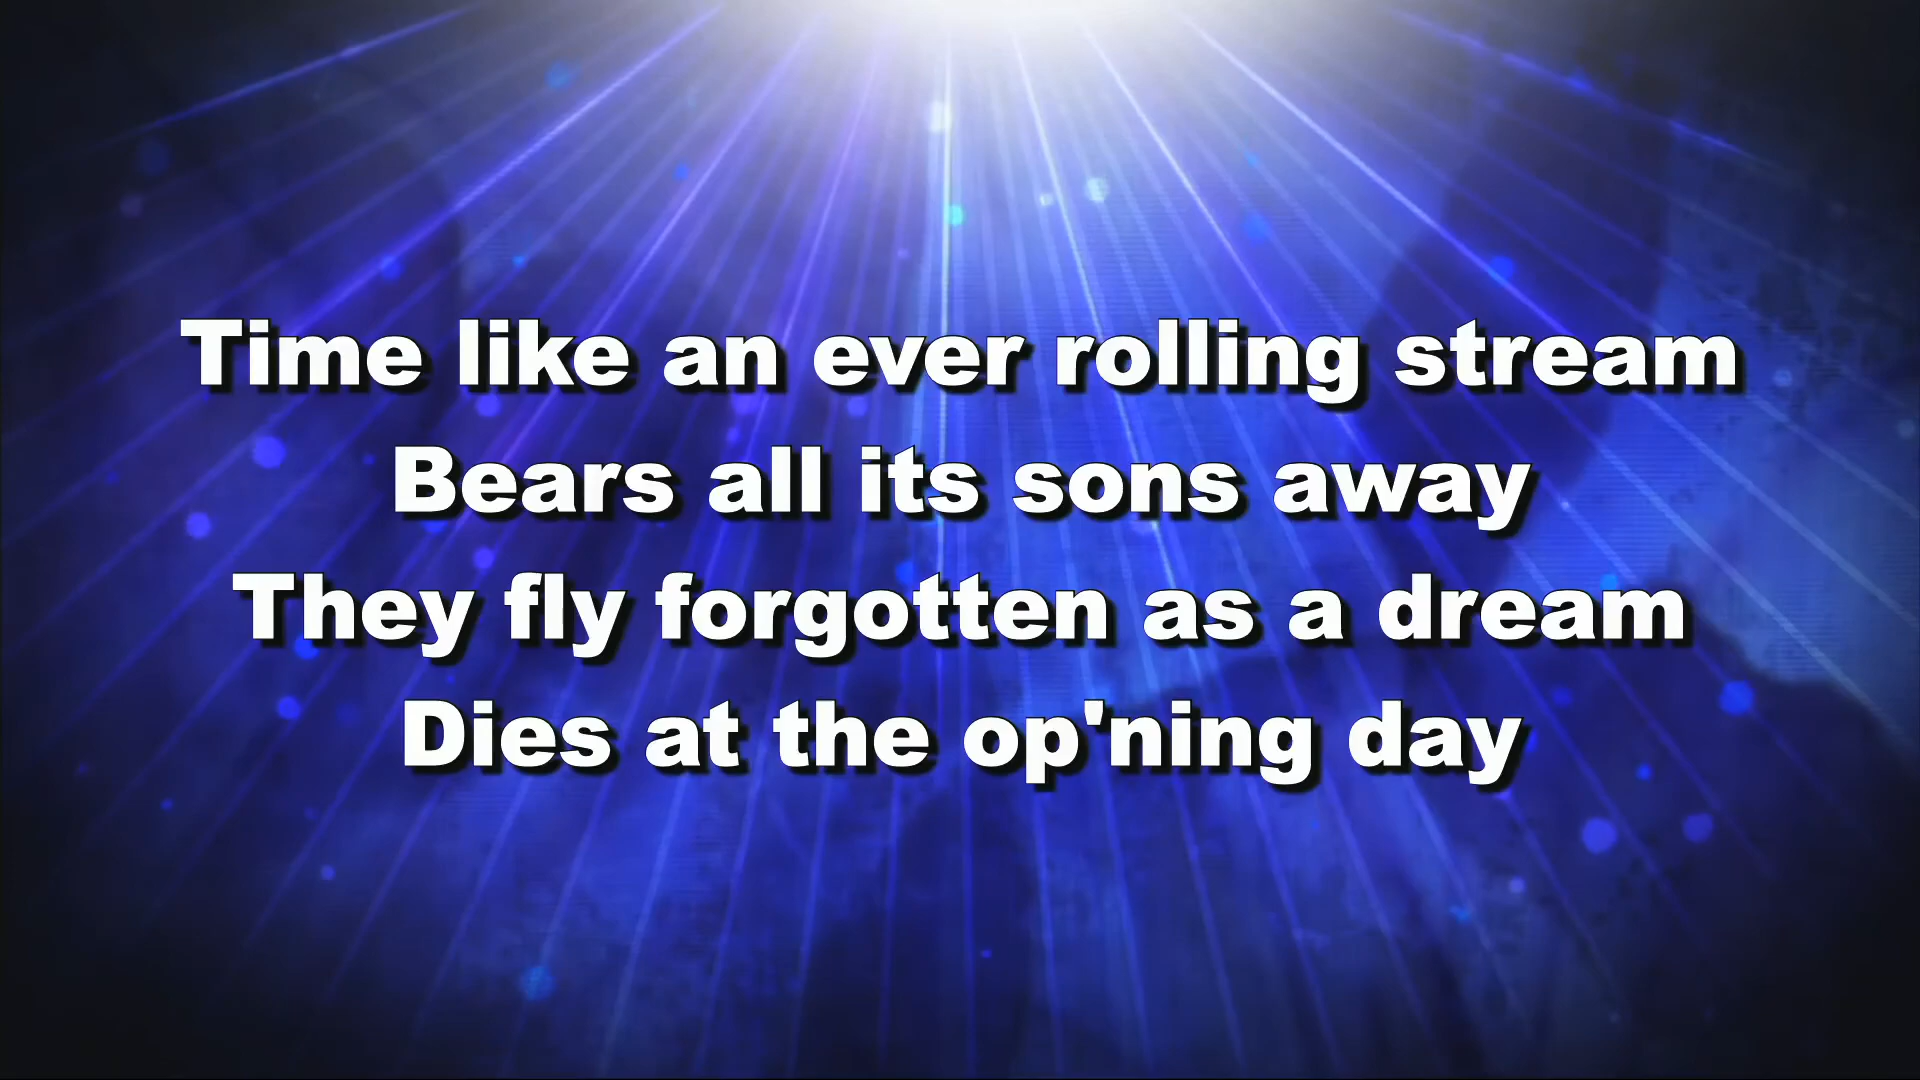 Time like an ever rolling stream
Bears all its sons away
They fly forgotten as a dream
Dies at the op'ning day